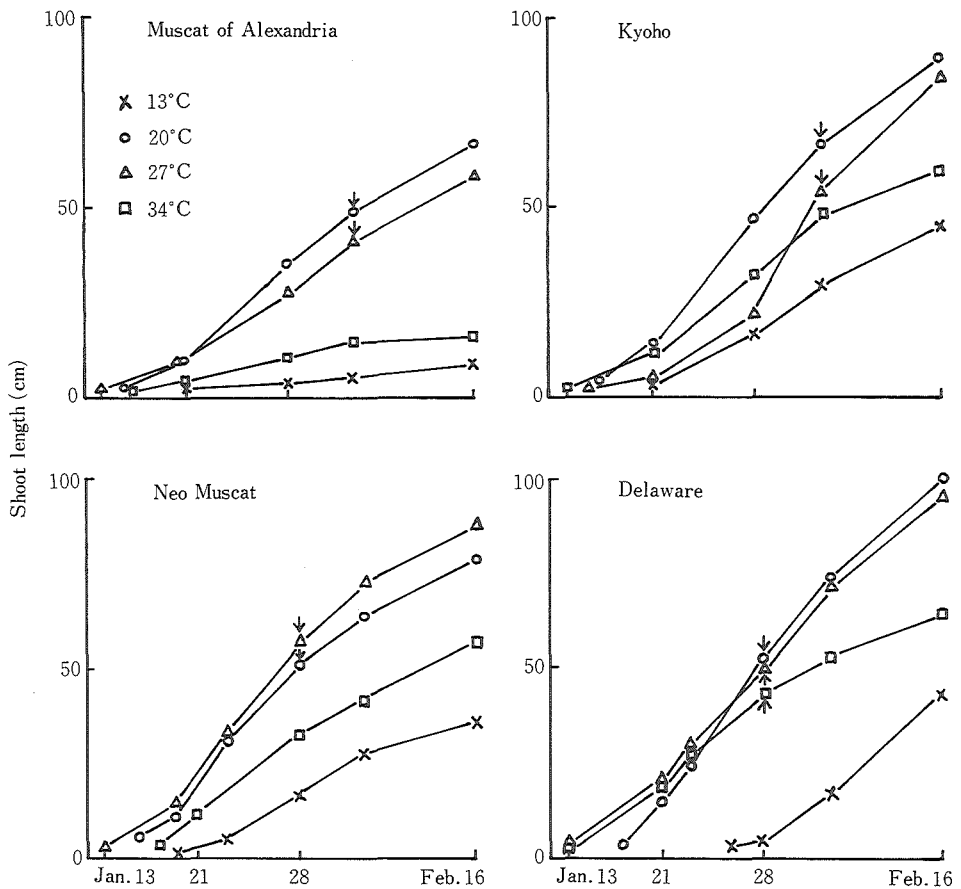 100
Muscat of Alexandria
× 13°C
○ 20°C
△ 27°C
□ 34°C
50
0
Kyoho
100
50
0
Shoot length (cm)
100
Neo Muscat
50
0
Jan. 13 21 28 Feb. 16
100
Delaware
50
0
Jan. 13 21 28 Feb. 16